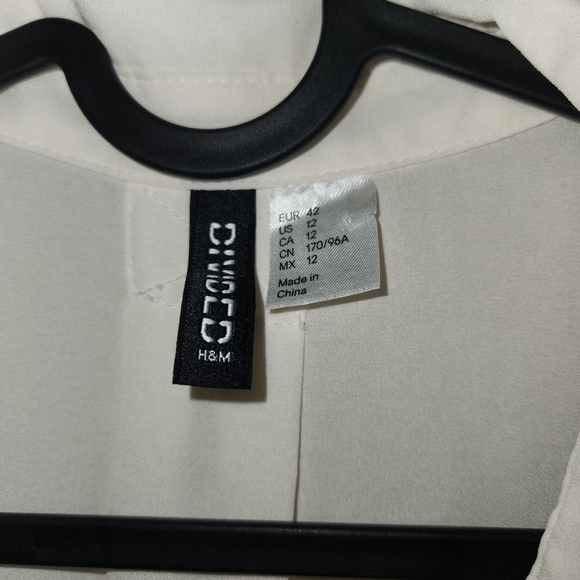 DIVIDED
H&M
EUR 42
US 12
CA 12
CN 170/96A
MX 12
Made in
China